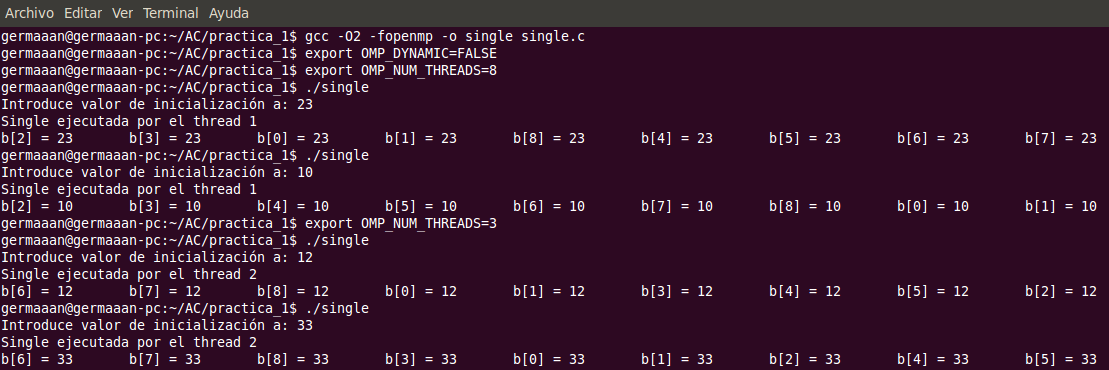 Archivo Editar Ver Terminal Ayuda
germaaan@germaaan-pc:~/AC/practica_1$ gcc -O2 -fopenmp -o single single.c
germaaan@germaaan-pc:~/AC/practica_1$ export OMP_DYNAMIC=FALSE
germaaan@germaaan-pc:~/AC/practica_1$ export OMP_NUM_THREADS=8
germaaan@germaaan-pc:~/AC/practica_1$ ./single
Introduce valor de inicialización a: 23
Single ejecutada por el thread 1
b[2] = 23 b[3] = 23 b[0] = 23 b[1] = 23 b[8] = 23 b[4] = 23 b[5] = 23 b[6] = 23 b[7] = 23
germaaan@germaaan-pc:~/AC/practica_1$ ./single
Introduce valor de inicialización a: 10
Single ejecutada por el thread 1
b[2] = 10 b[3] = 10 b[4] = 10 b[5] = 10 b[6] = 10 b[7] = 10 b[8] = 10 b[0] = 10 b[1] = 10
germaaan@germaaan-pc:~/AC/practica_1$ export OMP_NUM_THREADS=3
germaaan@germaaan-pc:~/AC/practica_1$ ./single
Introduce valor de inicialización a: 12
Single ejecutada por el thread 2
b[6] = 12 b[7] = 12 b[8] = 12 b[0] = 12 b[1] = 12 b[3] = 12 b[4] = 12 b[5] = 12 b[2] = 12
germaaan@germaaan-pc:~/AC/practica_1$ ./single
Introduce valor de inicialización a: 33
Single ejecutada por el thread 2
b[6] = 33 b[7] = 33 b[8] = 33 b[3] = 33 b[0] = 33 b[1] = 33 b[2] = 33 b[4] = 33 b[5] = 33